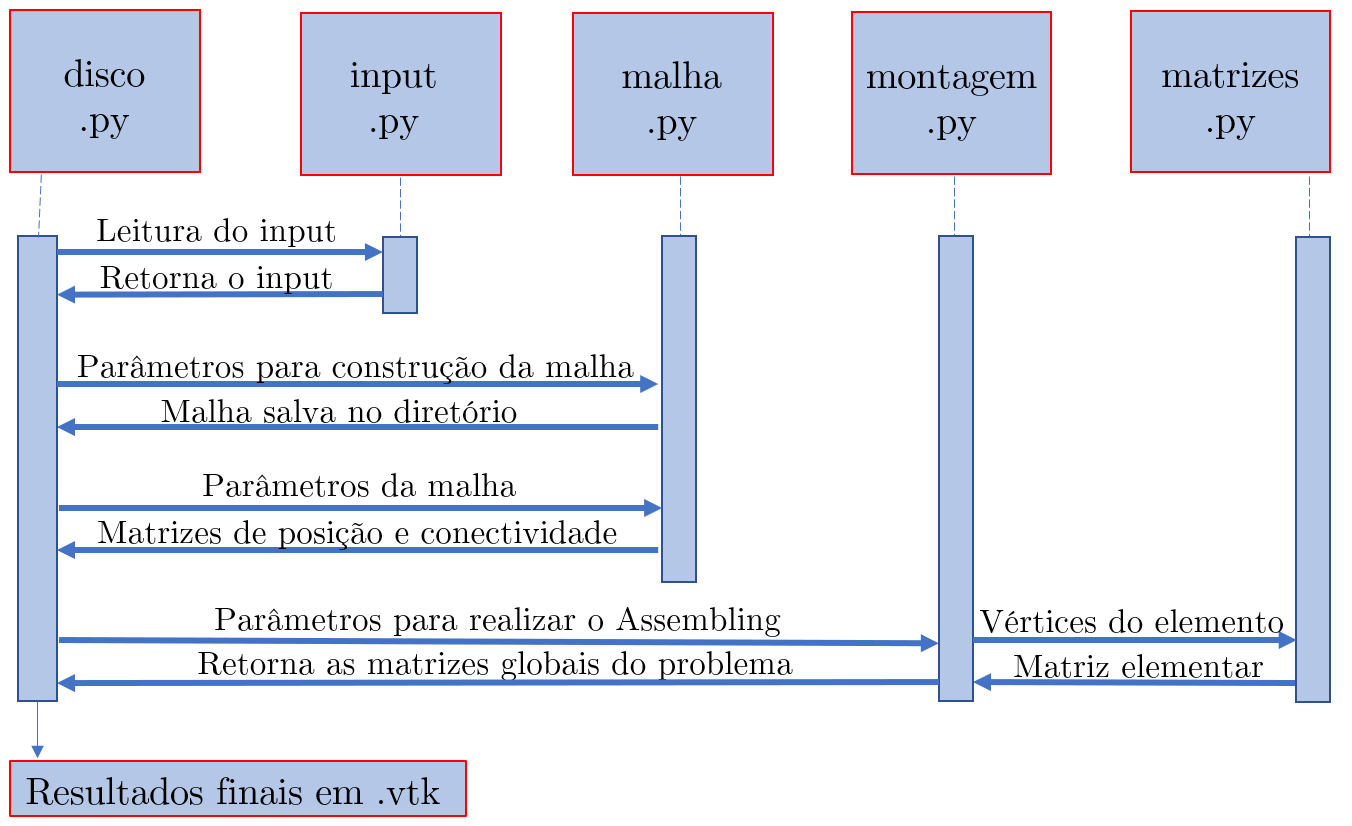 disco
.py
input
.py
malha
.py
montagem
.py
matrizes
.py
Leitura do input
Retorna o input
Parâmetros para construção da malha
Malha salva no diretório
Parâmetros da malha
Matrizes de posição e conectividade
Parâmetros para realizar o Assembling
Vértices do elemento
Retorna as matrizes globais do problema
Matriz elementar
Resultados finais em .vtk